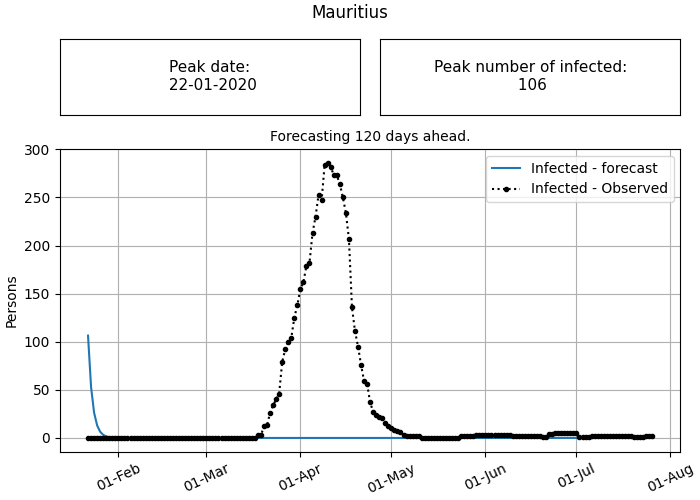 Mauritius
Peak date:
22-01-2020
Peak number of infected:
106
Forecasting 120 days ahead.
300
250
200
150
100
50
0
Persons
Infected - forecast
Infected - Observed
01-Feb
01-Mar
01-Apr
01-May
01-Jun
01-Jul
01-Aug